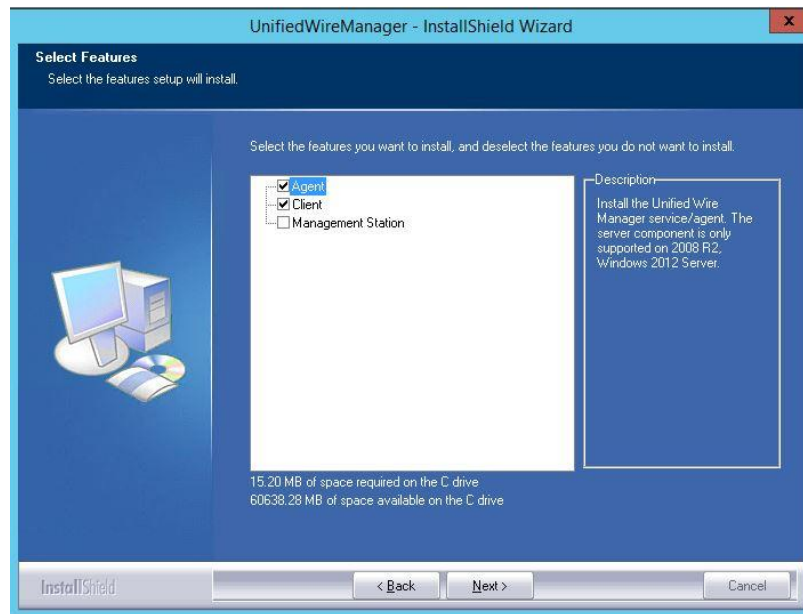 UnifiedWireManager - InstallShield Wizard
x
Select Features
Select the features setup will install.
Select the features you want to install, and deselect the features you do not want to install.
Agent
Client
Management Station
Description
Install the Unified Wire
Manager service/agent. The
server component is only
supported on 2008 R2,
Windows 2012 Server.
15.20 MB of space required on the C drive
60638.28 MB of space available on the C drive
InstallShield
< Back
Next >
Cancel